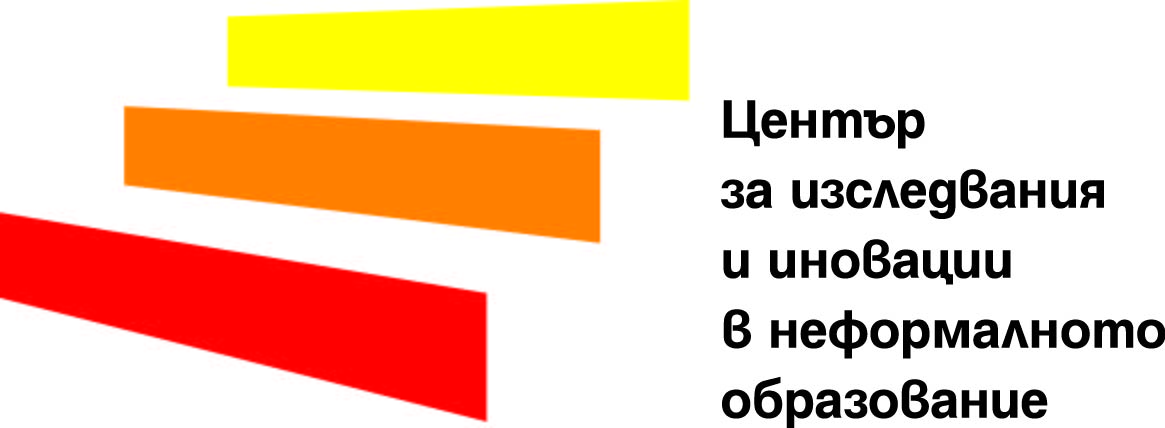 Център
за изследвания
и иновации
в неформалното
образование